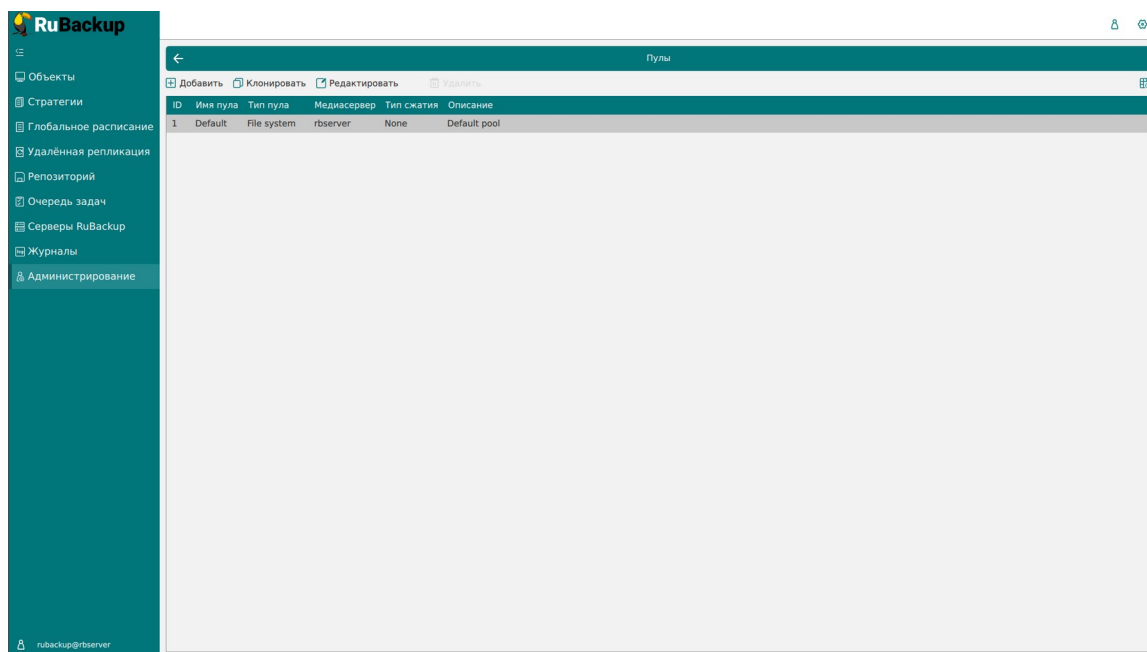 RuBackup
Объекты
Стратегии
Глобальное расписание
Удалённая репликация
Репозиторий
Очередь задач
Серверы RuBackup
Журналы
Администрирование
rubackup@rbserver
Пулы
Добавить Клонировать Редактировать Удалить
ID Имя пула Тип пула Медиасервер Тип сжатия Описание
1 Default File system rbserver None Default pool